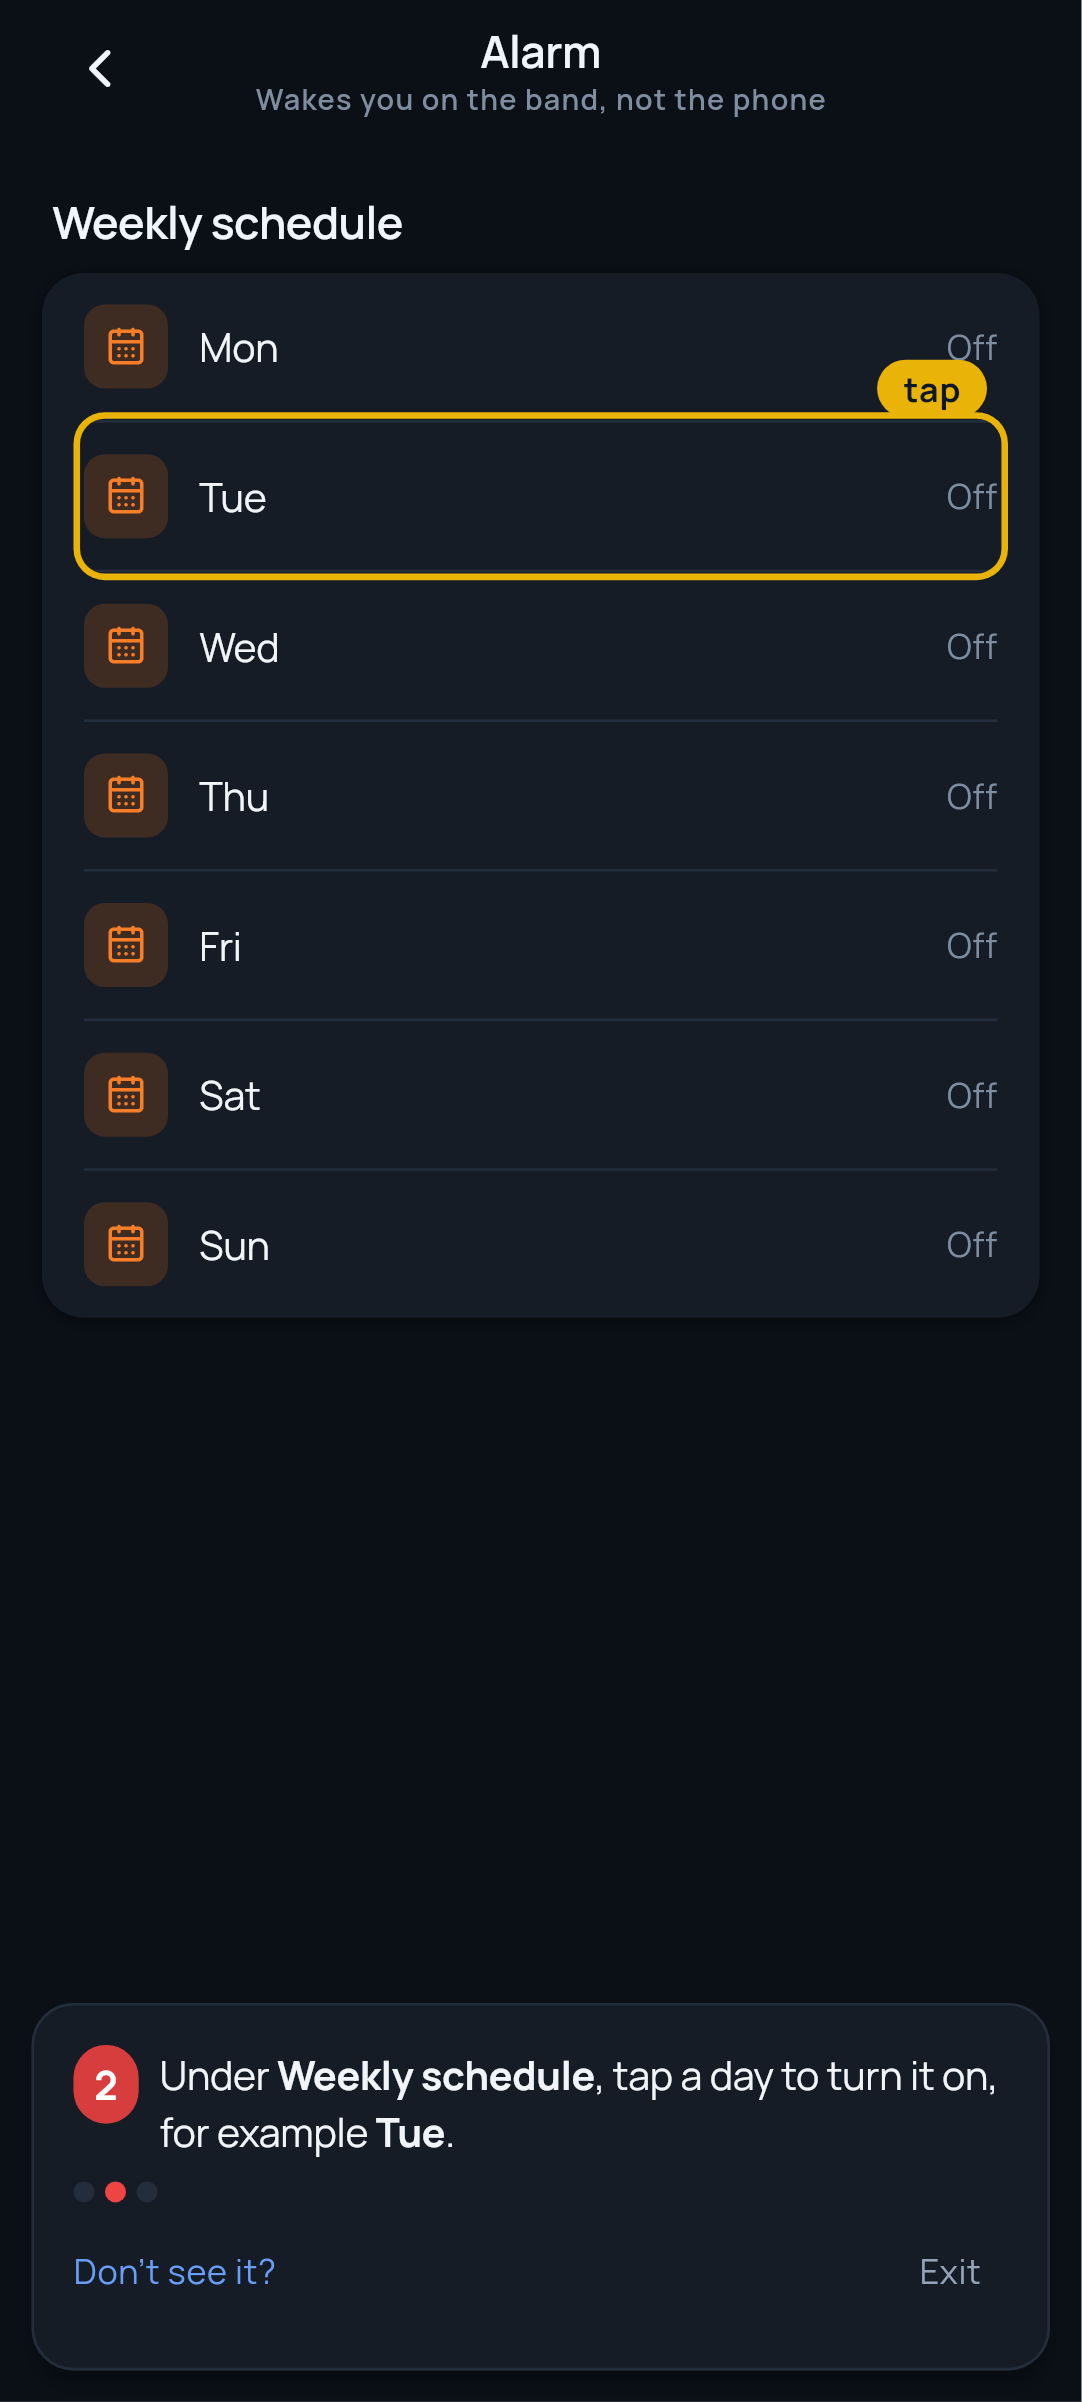 Alarm
Wakes you on the band, not the phone
Weekly schedule
Mon Off
tap
Tue Off
Wed Off
Thu Off
Fri Off
Sat Off
Sun Off
2 Under Weekly schedule, tap a day to turn it on,
for example Tue.
Don't see it? Exit